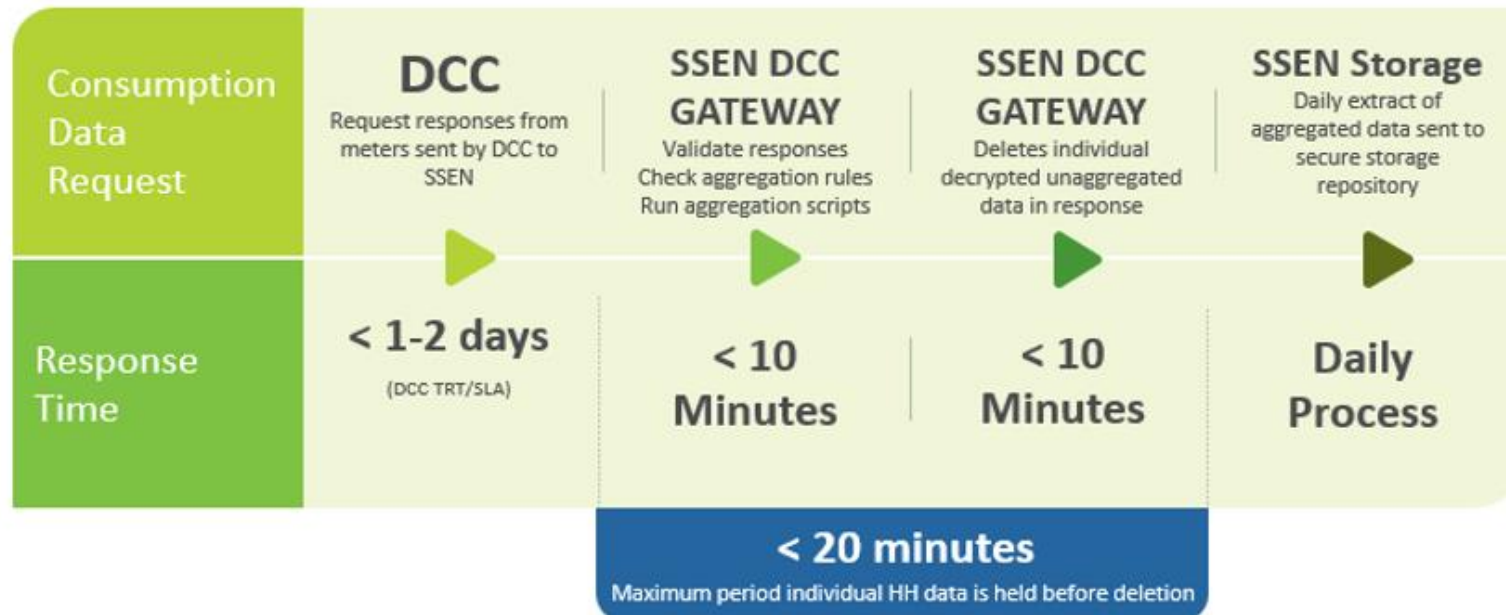 Consumption
Data
Request
DCC
Request responses from
meters sent by DCC to
SSEN
SSEN DCC
GATEWAY
Validate responses
Check aggregation rules
Run aggregation scripts
SSEN DCC
GATEWAY
Deletes individual
decrypted unaggregated
data in response
SSEN Storage
Daily extract of
aggregated data sent to
secure storage
repository
Response
Time
< 1-2 days
(DCC TRT/SLA)
< 10
Minutes
< 10
Minutes
Daily
Process
< 20 minutes
Maximum period individual HH data is held before deletion